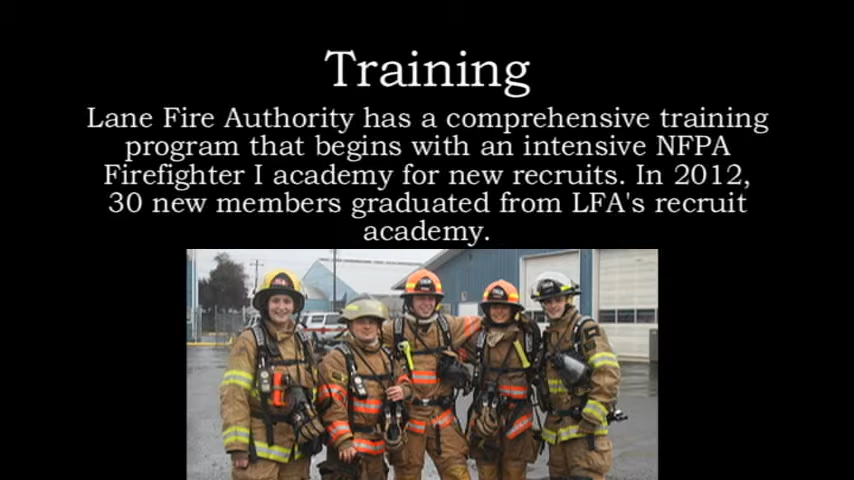 Training
Lane Fire Authority has a comprehensive training
program that begins with an intensive NFPA
Firefighter I academy for new recruits. In 2012,
30 new members graduated from LFA's recruit
academy.